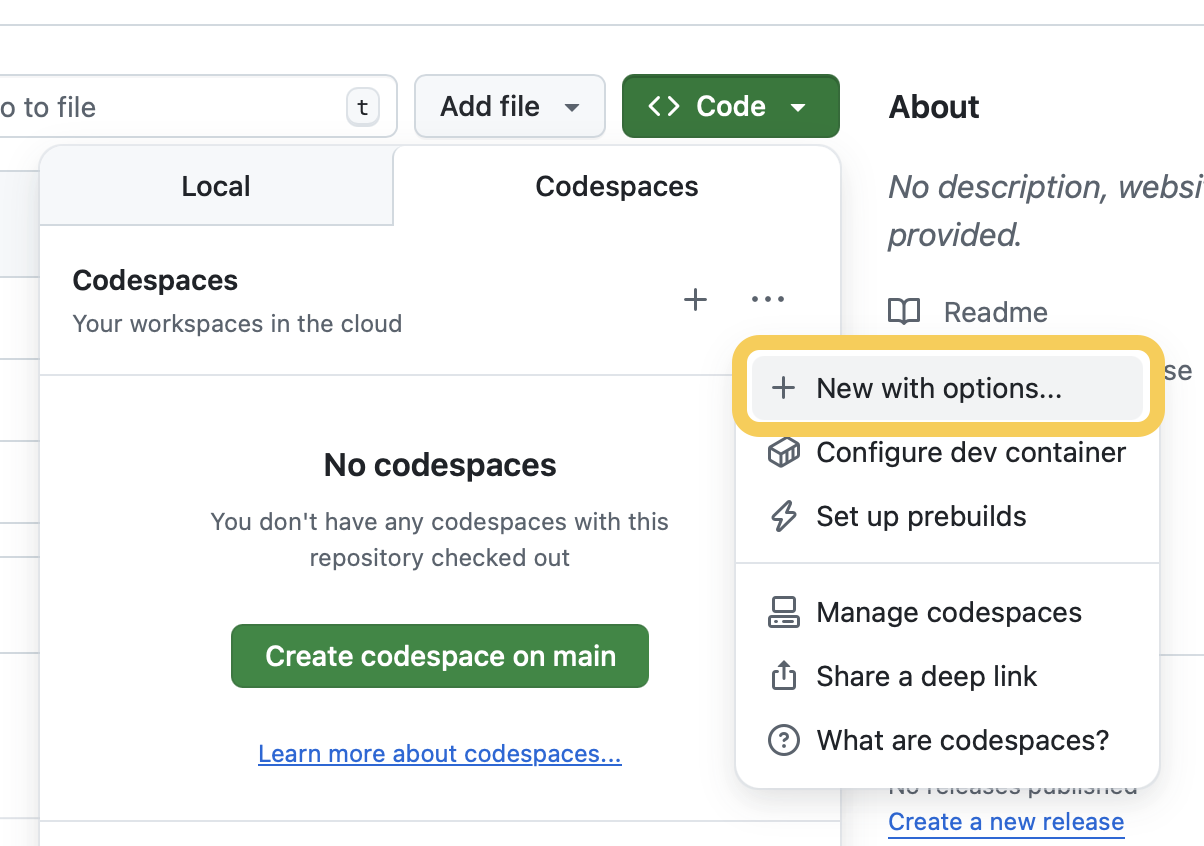 o to file
t
Add file
Code
About
Local
Codespaces
No description, websi
provided.
Codespaces
Your workspaces in the cloud
Readme
se
New with options...
Configure dev container
Set up prebuilds
Manage codespaces
Share a deep link
What are codespaces?
No codespaces
You don't have any codespaces with this
repository checked out
Create codespace on main
Learn more about codespaces...
No releases published
Create a new release